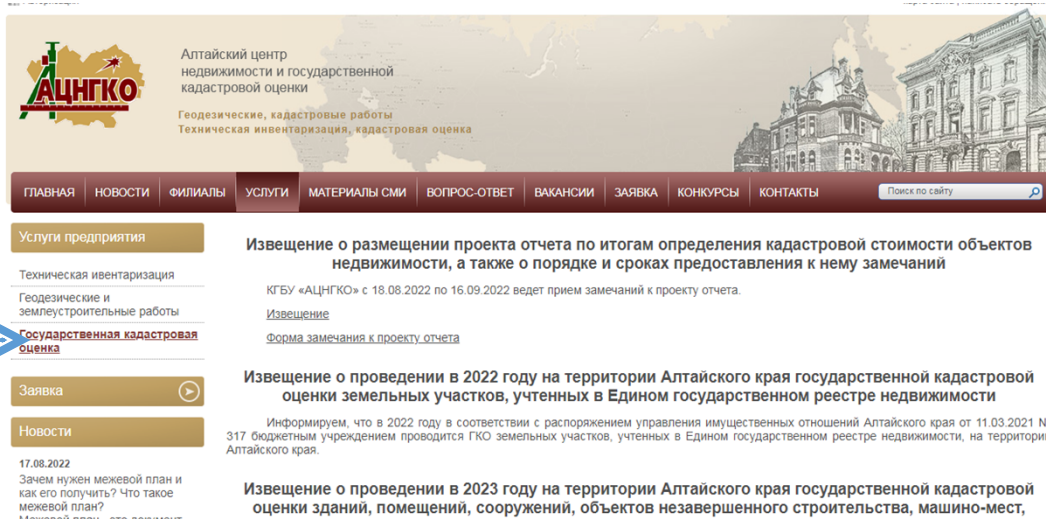 АЦНГКО
Алтайский центр
недвижимости и государственной
кадастровой оценки
Геодезические, кадастровые работы
Техническая инвентаризация, кадастровая оценка
ГЛАВНАЯ НОВОСТИ ФИЛИАЛЫ УСЛУГИ МАТЕРИАЛЫ СМИ ВОПРОС-ОТВЕТ ВАКАНСИИ ЗАЯВКА КОНКУРСЫ КОНТАКТЫ Поиск по сайту
Услуги предприятия
Техническая ивентаризация
Геодезические и
землеустроительные работы
Государственная кадастровая
оценка
Заявка
Новости
17.08.2022
Зачем нужен межевой план и
как его получить? Что такое
межевой план?
Межевой план - это документ
Извещение о размещении проекта отчета по итогам определения кадастровой стоимости объектов
недвижимости, а также о порядке и сроках предоставления к нему замечаний
КГБУ «АЦНГКО» с 18.08.2022 по 16.09.2022 ведет прием замечаний к проекту отчета.
Извещение
Форма замечания к проекту отчета
Извещение о проведении в 2022 году на территории Алтайского края государственной кадастровой
оценки земельных участков, учтенных в Едином государственном реестре недвижимости
Информируем, что в 2022 году в соответствии с распоряжением управления имущественных отношений Алтайского края от 11.03.2021 N
317 бюджетным учреждением проводится ГКО земельных участков, учтенных в Едином государственном реестре недвижимости, на территории
Алтайского края.
Извещение о проведении в 2023 году на территории Алтайского края государственной кадастровой
оценки зданий, помещений, сооружений, объектов незавершенного строительства, машино-мест,